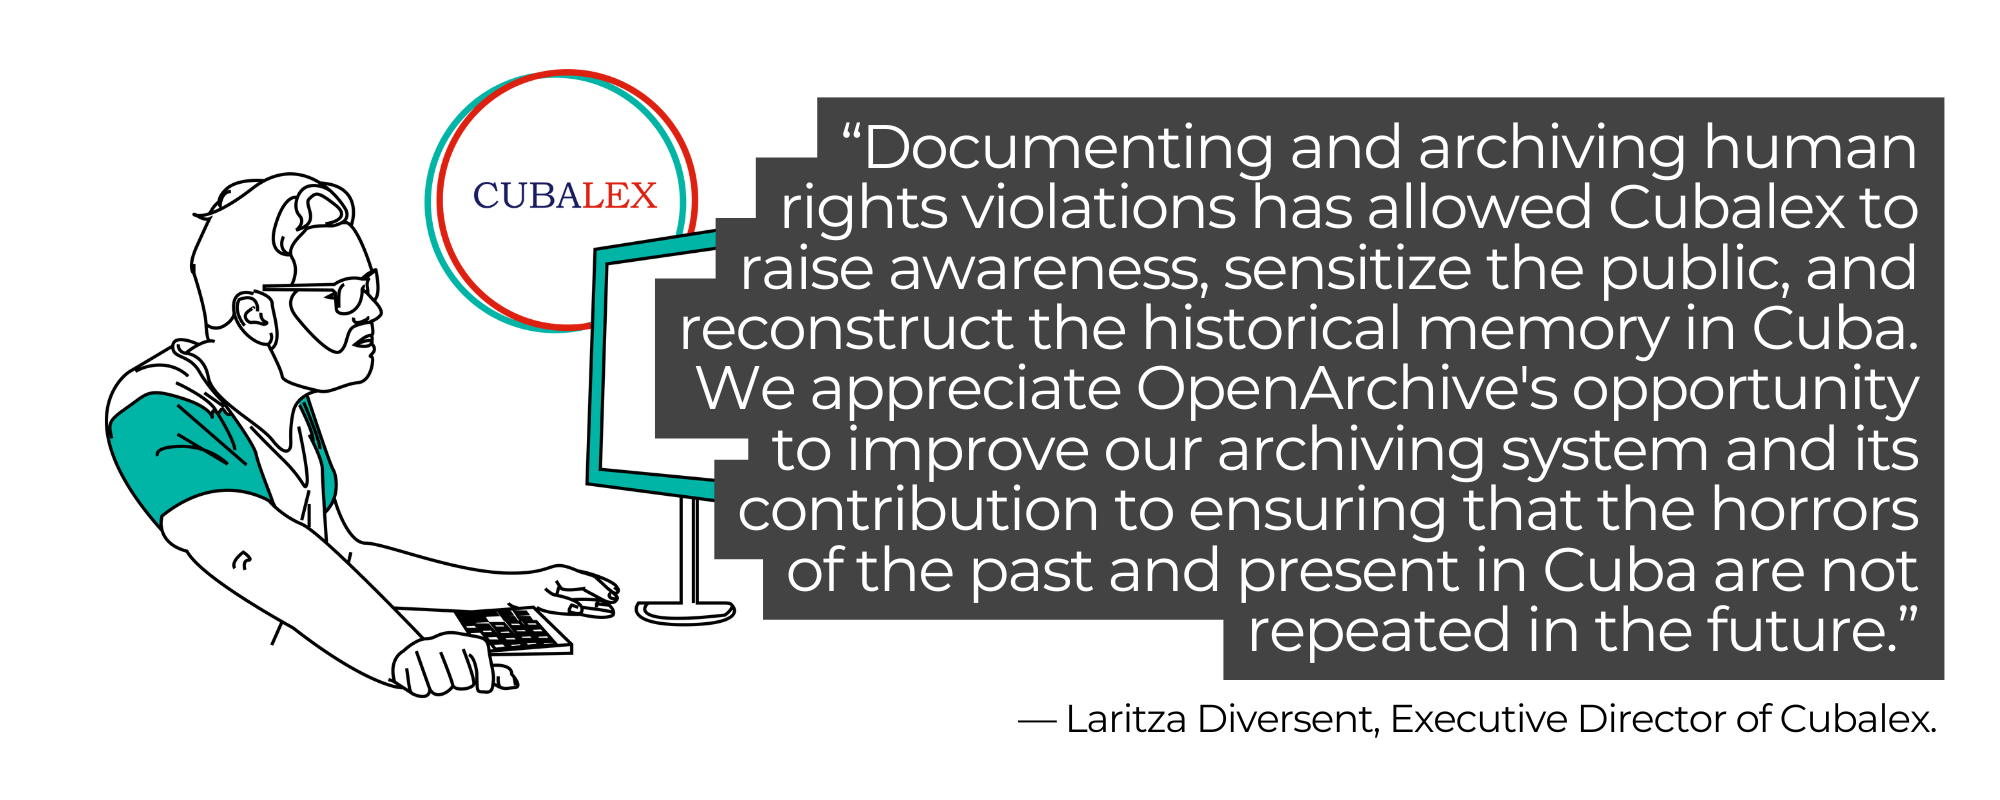 CUBALEX
“Documenting and archiving human
rights violations has allowed Cubalex to
raise awareness, sensitize the public, and
reconstruct the historical memory in Cuba.
We appreciate OpenArchive's opportunity
to improve our archiving system and its
contribution to ensuring that the horrors
of the past and present in Cuba are not
repeated in the future.”
— Laritza Diversent, Executive Director of Cubalex.